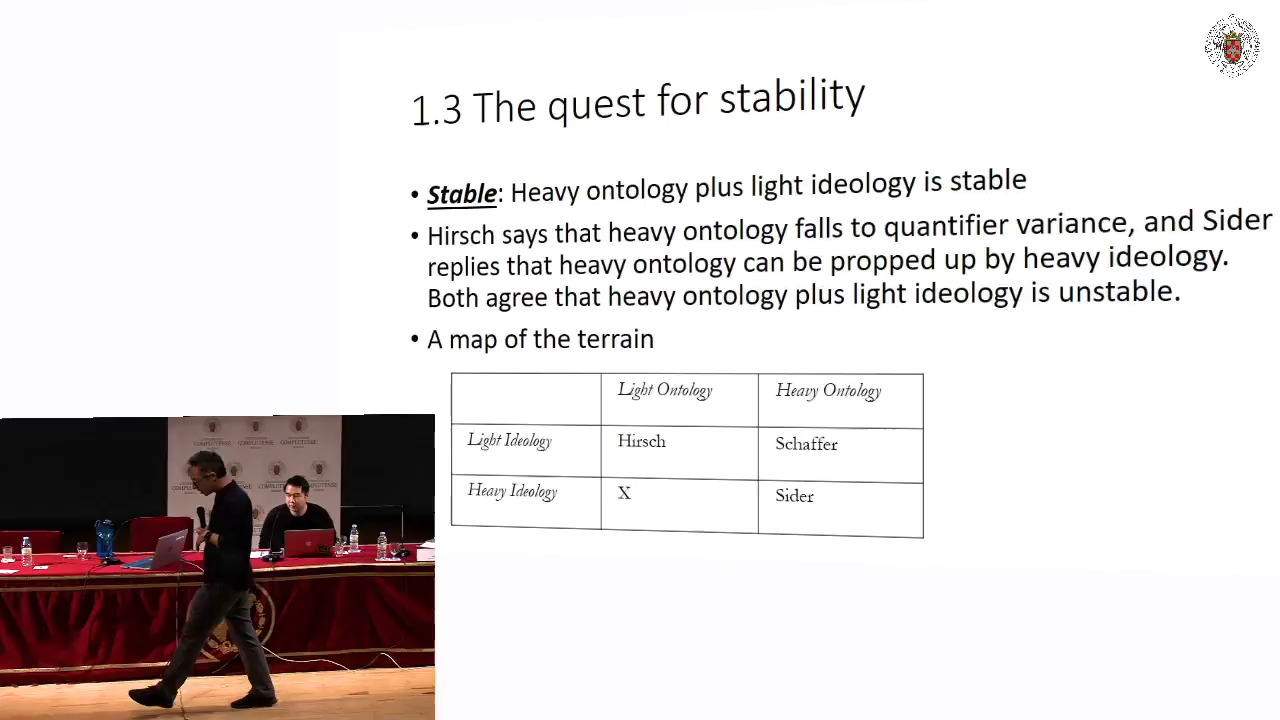 1.3 The quest for stability
• Stable: Heavy ontology plus light ideology is stable
• Hirsch says that heavy ontology falls to quantifier variance, and Sider
replies that heavy ontology can be propped up by heavy ideology.
Both agree that heavy ontology plus light ideology is unstable.
• A map of the terrain
Light Ontology Heavy Ontology
Light Ideology Hirsch Schaffer
Heavy Ideology X Sider
COMPLUTENSE COMPLUTENSE COMPLUTENSE